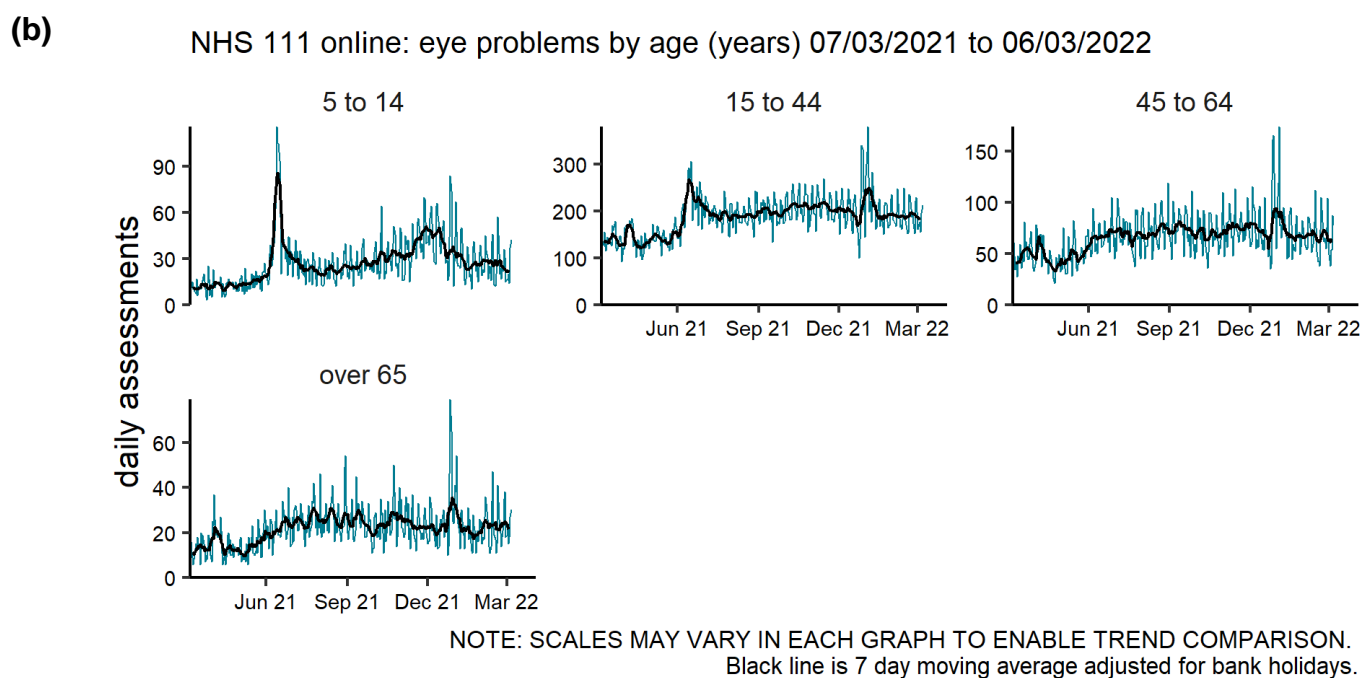 (b)
NHS 111 online: eye problems by age (years) 07/03/2021 to 06/03/2022
daily assessments
5 to 14
90
60
30
0
15 to 44
300
200
100
0
Jun 21 Sep 21 Dec 21 Mar 22
45 to 64
150
100
50
0
Jun 21 Sep 21 Dec 21 Mar 22
over 65
60
40
20
0
Jun 21 Sep 21 Dec 21 Mar 22
NOTE: SCALES MAY VARY IN EACH GRAPH TO ENABLE TREND COMPARISON.
Black line is 7 day moving average adjusted for bank holidays.